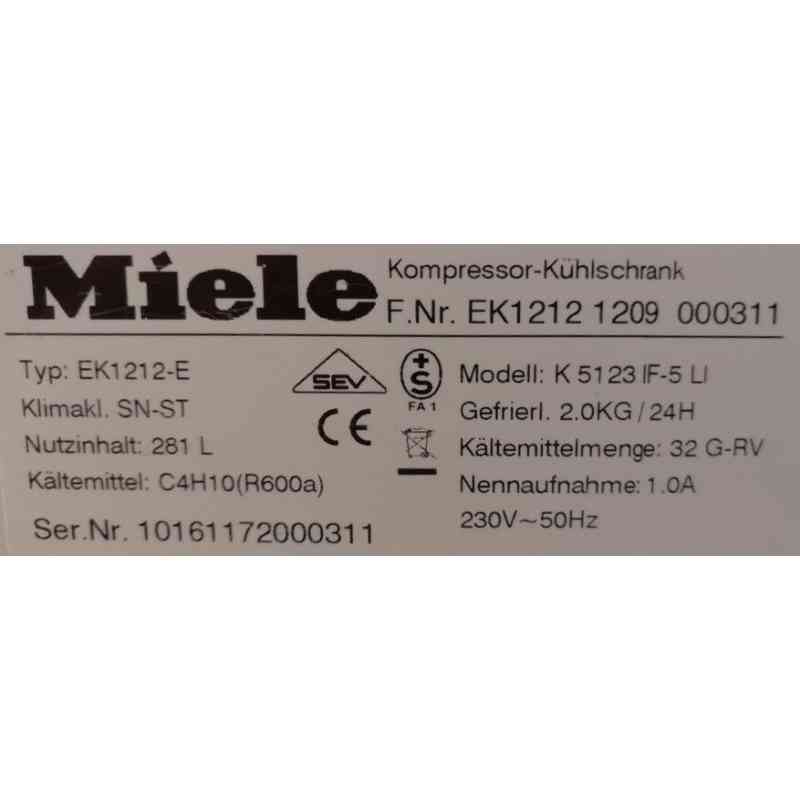 Miele
Kompressor-Kühlschrank
F.Nr. EK1212 1209 000311
Typ: EK1212-E
Klimakl. SN-ST
Nutzinhalt: 281 L
Kältemittel: C4H10(R600a)
Ser.Nr. 10161172000311
SEV
CE
+
S
FA 1
Modell: K 5123 IF-5 LI
Gefrierl. 2.0KG/24H
Kältemittelmenge: 32 G-RV
Nennaufnahme: 1.0A
230V~50Hz